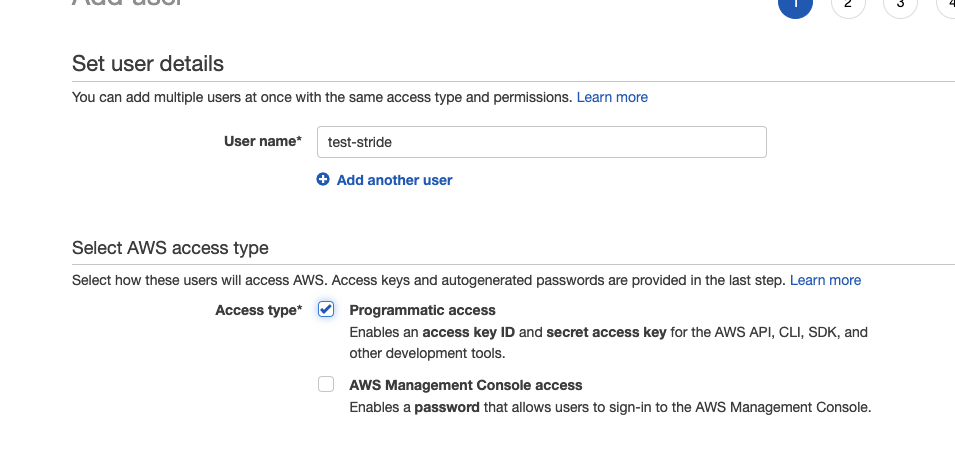 Add user
1 2 3 4
Set user details
You can add multiple users at once with the same access type and permissions. Learn more
User name* test-stride
Add another user
Select AWS access type
Select how these users will access AWS. Access keys and autogenerated passwords are provided in the last step. Learn more
Access type* Programmatic access
Enables an access key ID and secret access key for the AWS API, CLI, SDK, and
other development tools.
AWS Management Console access
Enables a password that allows users to sign-in to the AWS Management Console.